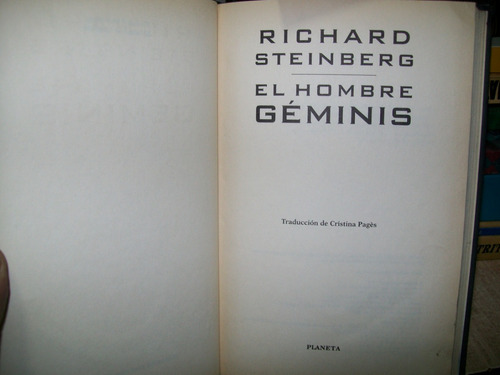 RICHARD
STEINBERG
EL HOMBRE
GÉMINIS
Traducción de Cristina Pagès
PLANETA